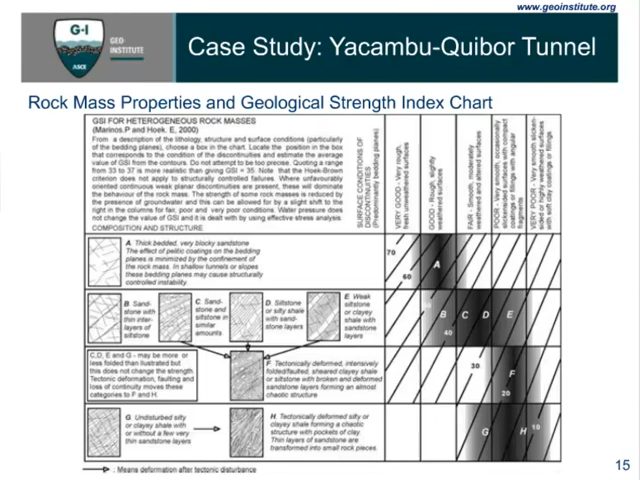 www.geoinstitute.org
G-I
GEO
INSTITUTE
ASCE
Case Study: Yacambu-Quibor Tunnel
Rock Mass Properties and Geological Strength Index Chart
GSI FOR HETEROGENEOUS ROCK MASSES
(Marinos.P and Hoek. E, 2000)
From a description of the lithology, structure and surface conditions (particularly
of the bedding planes), choose a box in the chart. Locate the position in the box
that corresponds to the condition of the discontinuities and estimate the average
value of GSI from the contours. Do not attempt to be too precise. Quoting a range
from 33 to 37 is more realistic than giving GSI = 35. Note that the Hoek-Brown
criterion does not apply to structurally controlled failures. Where unfavourably
oriented continuous weak planar discontinuities are present, these will dominate
the behaviour of the rock mass. The strength of some rock masses is reduced by
the presence of groundwater and this can be allowed for by a slight shift to the
right in the columns for fair, poor and very poor conditions. Water pressure does
not change the value of GSI and it is dealt with by using effective stress analysis.
COMPOSITION AND STRUCTURE
SURFACE CONDITIONS OF
DISCONTINUITIES
(Predominantly bedding planes)
VERY GOOD - Very rough,
fresh unweathered surfaces
GOOD - Rough, slightly
weathered surfaces
FAIR - Smooth, moderately
weathered and altered surfaces
POOR - Very smooth, occasionally
slickensided surfaces with compact
coatings or fillings with angular
fragments
VERY POOR - Very smooth slicken-
sided or highly weathered surfaces
with soft clay coatings or fillings
A. Thick bedded, very blocky sandstone
The effect of pelitic coatings on the bedding
planes is minimized by the confinement of
the rock mass. In shallow tunnels or slopes
these bedding planes may cause structurally
controlled instability.
70
60
A
B. Sand-
stone with
thin inter-
layers of
siltstone
C. Sand-
stone and
siltstone in
similar
amounts
D. Siltstone
or silty shale
with sand-
stone layers
E. Weak
siltstone
or clayey
shale with
sandstone
layers
50
B C D E
40
C,D, E and G - may be more or
less folded than illustrated but
this does not change the strength.
Tectonic deformation, faulting and
loss of continuity moves these
categories to F and H.
F. Tectonically deformed, intensively
folded/faulted, sheared clayey shale
or siltstone with broken and deformed
sandstone layers forming an almost
chaotic structure
30
F
20
G. Undisturbed silty
or clayey shale with
or without a few very
thin sandstone layers
H. Tectonically deformed silty or
clayey shale forming a chaotic
structure with pockets of clay.
Thin layers of sandstone are
transformed into small rock pieces.
G H 10
: Means deformation after tectonic disturbance
15